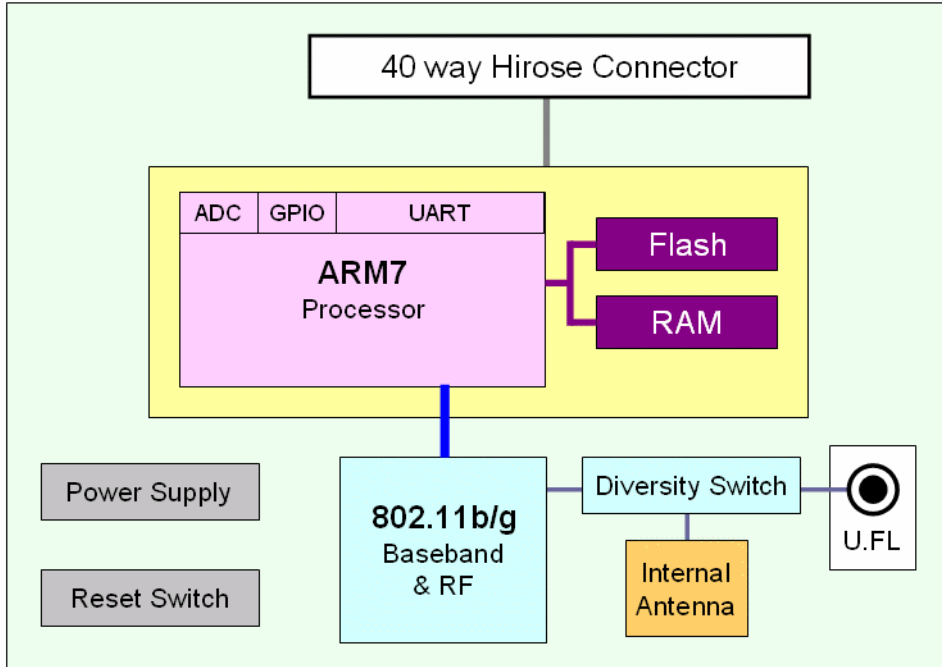 40 way Hirose Connector
ADC GPIO UART
ARM7
Processor
Flash
RAM
Power Supply
Reset Switch
802.11b/g
Baseband
& RF
Diversity Switch
Internal
Antenna
U.FL